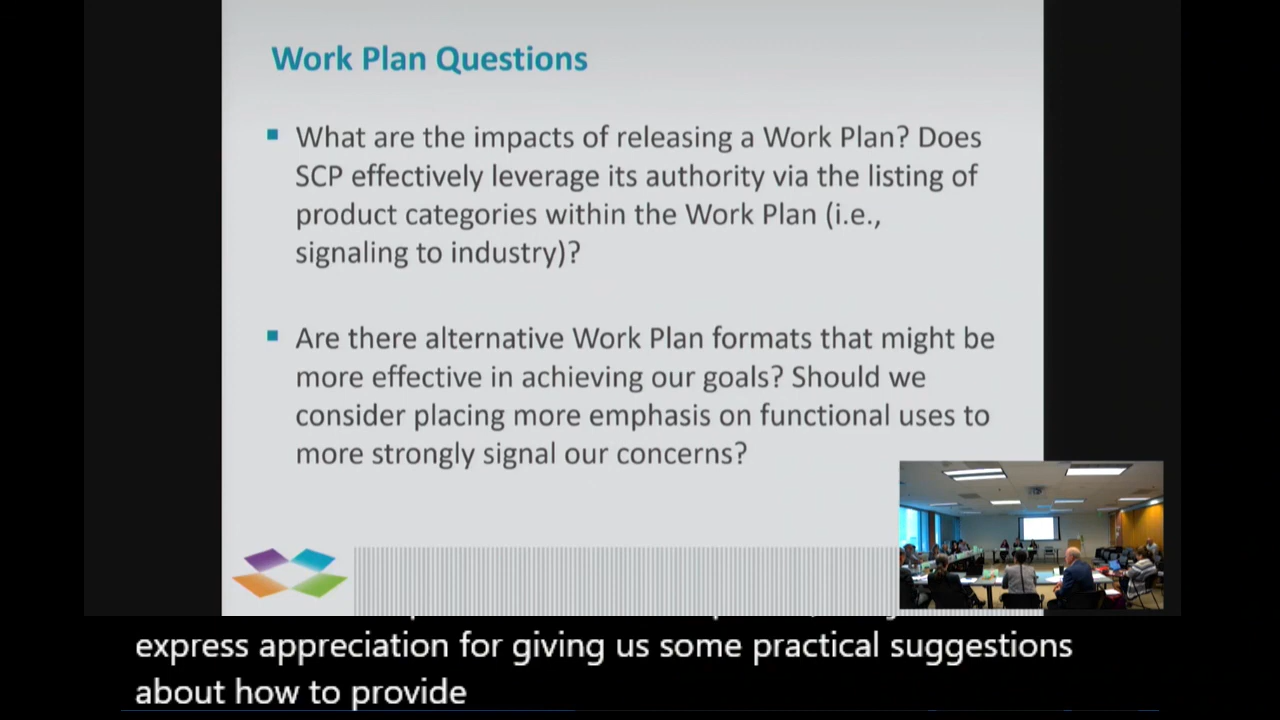 Work Plan Questions
What are the impacts of releasing a Work Plan? Does
SCP effectively leverage its authority via the listing of
product categories within the Work Plan (i.e.,
signaling to industry)?
Are there alternative Work Plan formats that might be
more effective in achieving our goals? Should we
consider placing more emphasis on functional uses to
more strongly signal our concerns?
express appreciation for giving us some practical suggestions
about how to provide